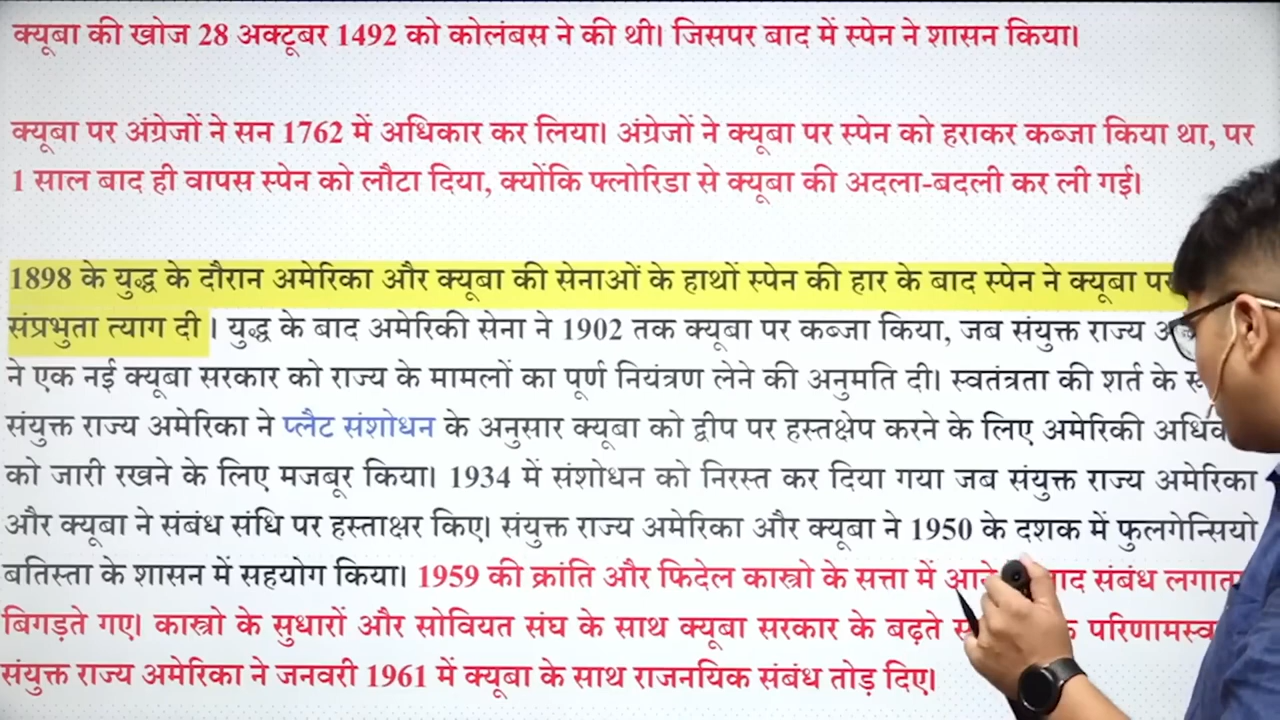 क्यूबा की खोज 28 अक्टूबर 1492 को कोलंबस ने की थी। जिसपर बाद में स्पेन ने शासन किया।
क्यूबा पर अंग्रेजों ने सन 1762 में अधिकार कर लिया। अंग्रेजों ने क्यूबा पर स्पेन को हराकर कब्जा किया था, पर
1 साल बाद ही वापस स्पेन को लौटा दिया, क्योंकि फ्लोरिडा से क्यूबा की अदला-बदली कर ली गई।
1898 के युद्ध के दौरान अमेरिका और क्यूबा की सेनाओं के हाथों स्पेन की हार के बाद स्पेन ने क्यूबा पर
संप्रभुता त्याग दी । युद्ध के बाद अमेरिकी सेना ने 1902 तक क्यूबा पर कब्जा किया, जब संयुक्त राज्य
ने एक नई क्यूबा सरकार को राज्य के मामलों का पूर्ण नियंत्रण लेने की अनुमति दी। स्वतंत्रता की शर्त के
संयुक्त राज्य अमेरिका ने प्लैट संशोधन के अनुसार क्यूबा को द्वीप पर हस्तक्षेप करने के लिए अमेरिकी
को जारी रखने के लिए मजबूर किया। 1934 में संशोधन को निरस्त कर दिया गया जब संयुक्त राज्य अमेरिका
और क्यूबा ने संबंध संधि पर हस्ताक्षर किए। संयुक्त राज्य अमेरिका और क्यूबा ने 1950 के दशक में फुलगेन्सियो
बतिस्ता के शासन में सहयोग किया। 1959 की क्रांति और फिदेल कास्त्रो के सत्ता में संबंध
बिगड़ते गए। कास्त्रो के सुधारों और सोवियत संघ के साथ क्यूबा सरकार के बढ़ते
संयुक्त राज्य अमेरिका ने जनवरी 1961 में क्यूबा के साथ राजनयिक संबंध तोड़ दिए।